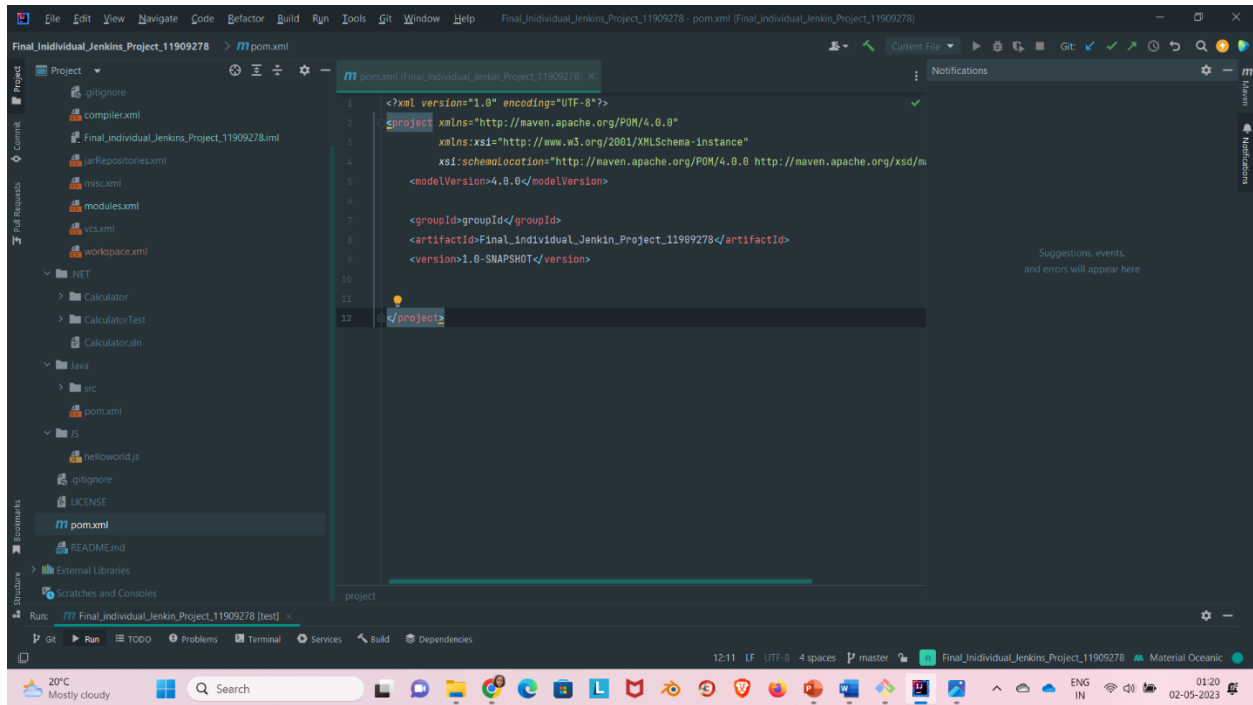 File Edit View Navigate Code Refactor Build Run Tools Git Window Help Final_Inidividual_Jenkins_Project_11909278 - pom.xml (Final_individual_Jenkin_Project_11909278)
Final_Inidividual_Jenkins_Project_11909278 > m pom.xml
Current File
Git:
Project
pom.xml (Final_individual_Jenkin_Project_11909278)
Notifications
Project
Commit
Pull Requests
Bookmarks
Structure
.gitignore
compiler.xml
Final_individual_Jenkins_Project_11909278.iml
jarRepositories.xml
misc.xml
modules.xml
vcs.xml
workspace.xml
.NET
Calculator
CalculatorTest
Calculator.sln
Java
src
pom.xml
JS
helloworld.js
.gitignore
LICENSE
pom.xml
README.md
External Libraries
Scratches and Consoles
1 <?xml version="1.0" encoding="UTF-8"?>
2 <project xmlns="http://maven.apache.org/POM/4.0.0"
3 xmlns:xsi="http://www.w3.org/2001/XMLSchema-instance"
4 xsi:schemaLocation="http://maven.apache.org/POM/4.0.0 http://maven.apache.org/xsd/ma
5 <modelVersion>4.0.0</modelVersion>
6
7 <groupId>groupId</groupId>
8 <artifactId>Final_individual_Jenkin_Project_11909278</artifactId>
9 <version>1.0-SNAPSHOT</version>
10
11
12 </project>
project
Suggestions, events,
and errors will appear here
Maven
Notifications
Run: m Final_individual_Jenkin_Project_11909278 [test]
Git Run TODO Problems Terminal Services Build Dependencies
12:11 LF UTF-8 4 spaces master Final_Inidividual_Jenkins_Project_11909278 Material Oceanic
20°C
Mostly cloudy
Search
ENG
IN
01:20
02-05-2023